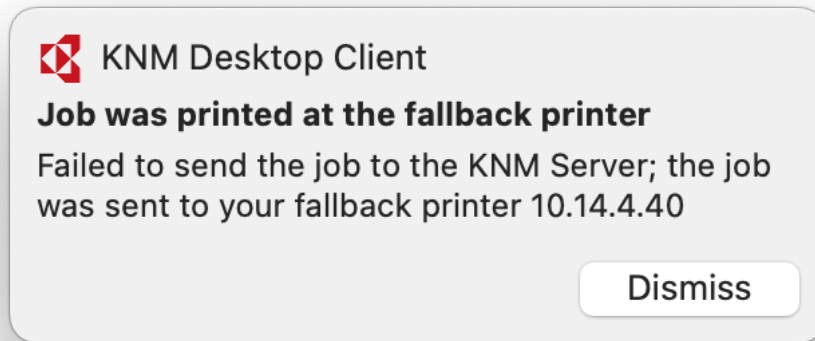 KNM Desktop Client
Job was printed at the fallback printer
Failed to send the job to the KNM Server; the job
was sent to your fallback printer 10.14.4.40
Dismiss